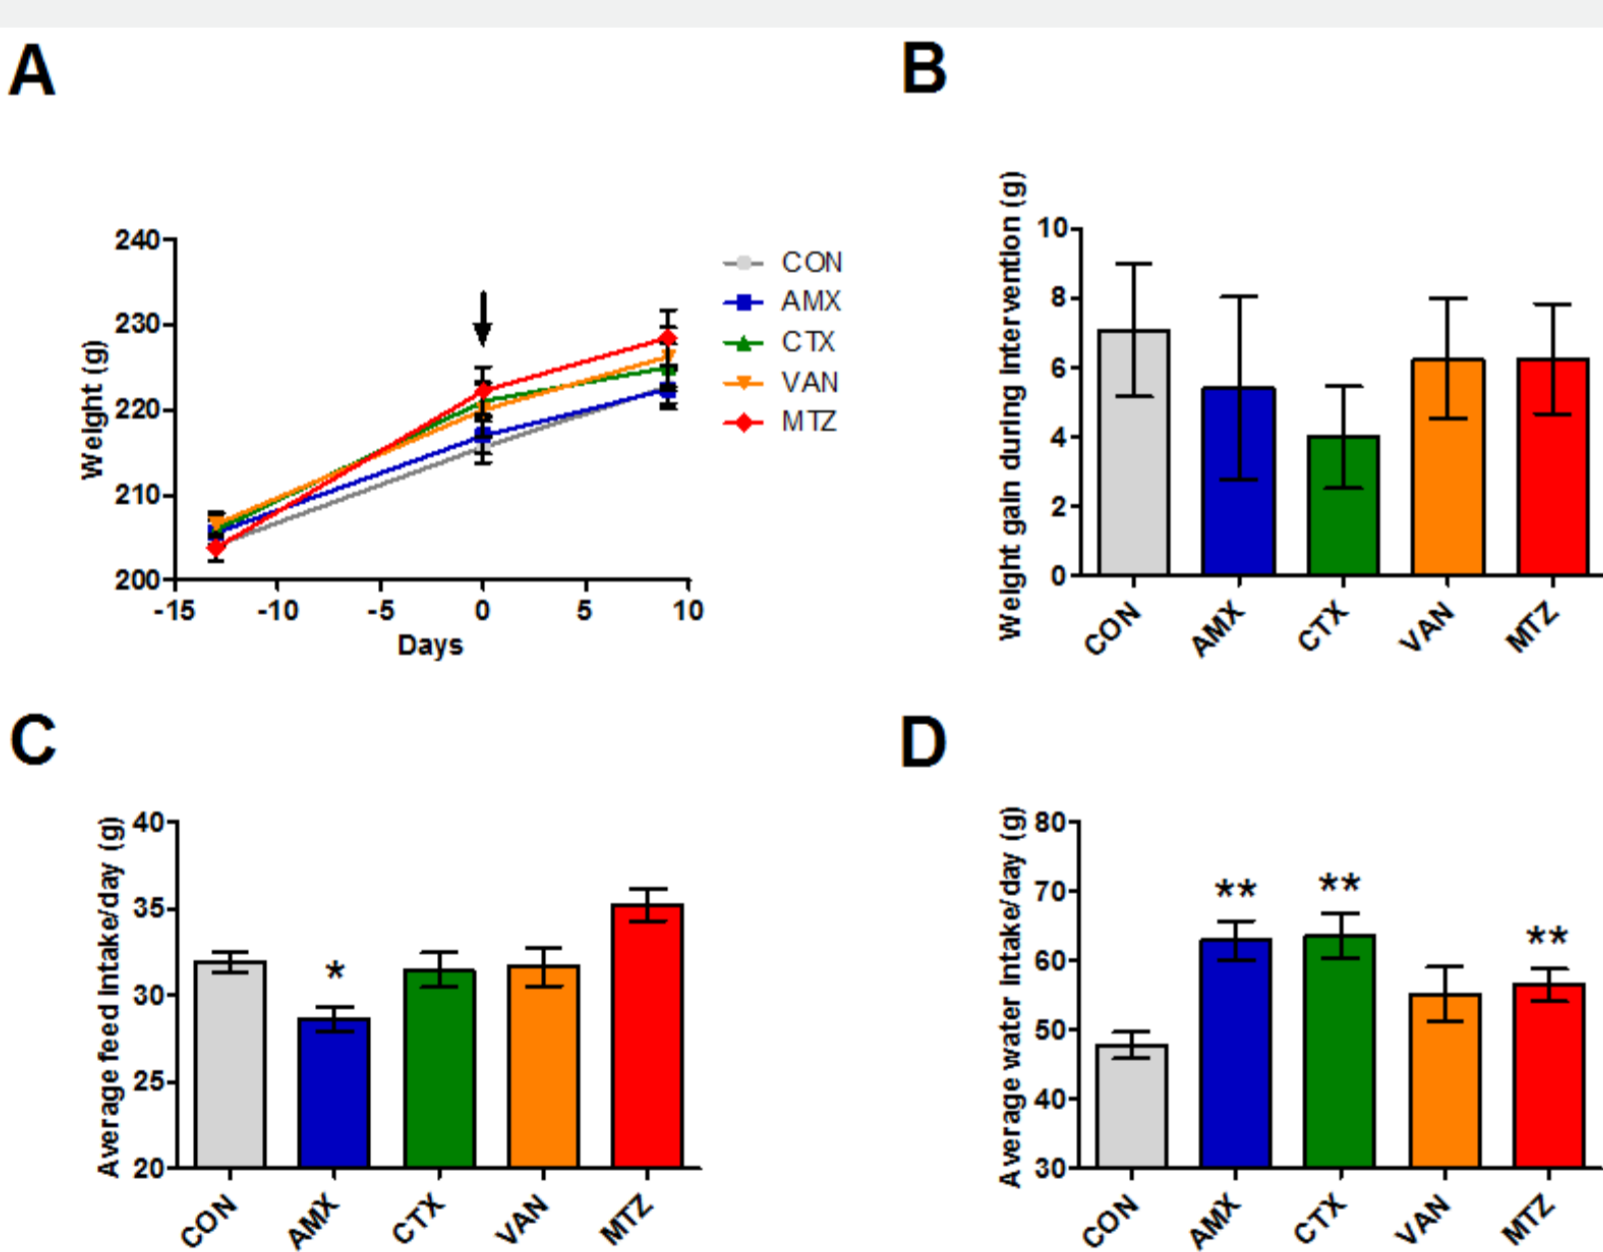 A
240
230
220
210
200
Weight (g)
-15 -10 -5 0 5 10
Days
CON
AMX
CTX
VAN
MTZ
B
Weight gain during Intervention (g)
10
8
6
4
2
0
CON AMX CTX VAN MTZ
C
Average feed Intake/day (g)
40
35
30
25
20
*
CON AMX CTX VAN MTZ
D
Average water Intake/day (g)
80
70
60
50
40
30
** ** **
CON AMX CTX VAN MTZ